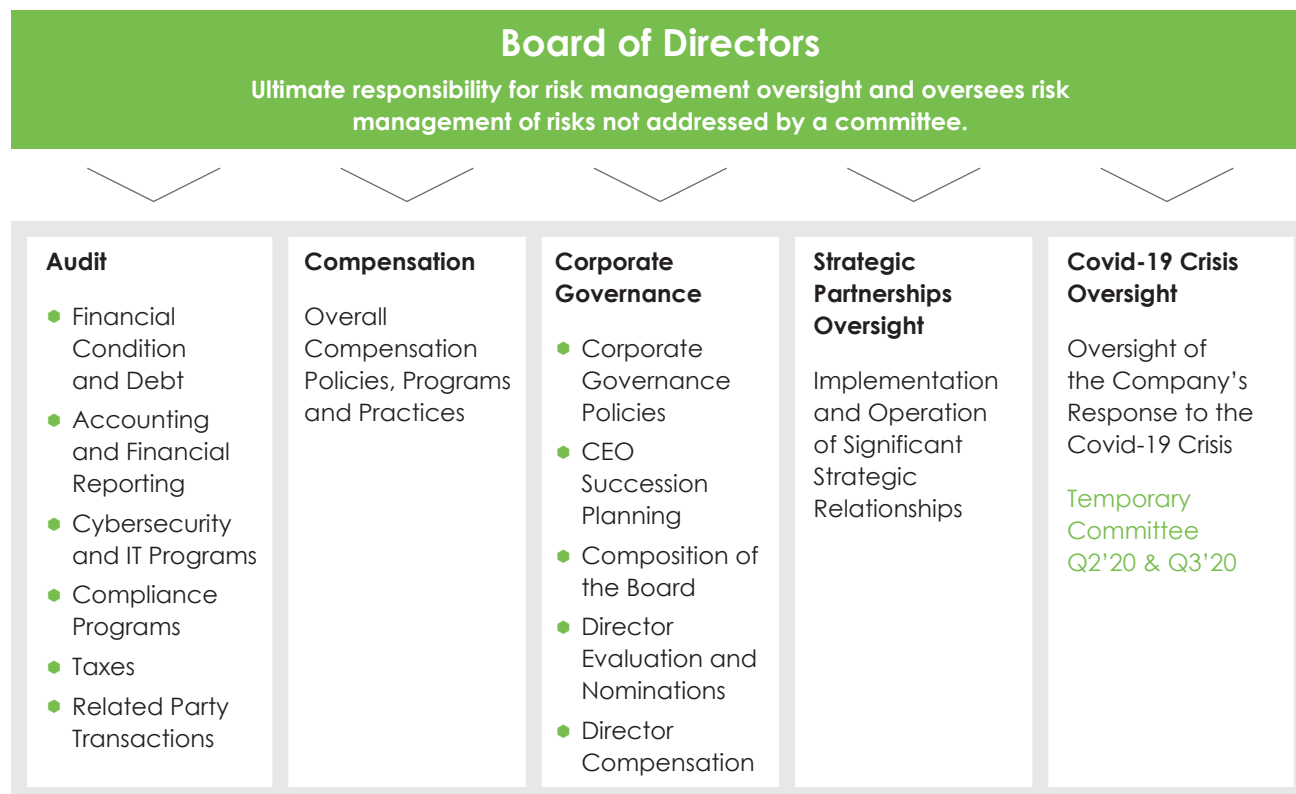 Board of Directors
Ultimate responsibility for risk management oversight and oversees risk
management of risks not addressed by a committee.
Audit
Financial
Condition
and Debt
Accounting
and Financial
Reporting
Cybersecurity
and IT Programs
Compliance
Programs
Taxes
Related Party
Transactions
Compensation
Overall
Compensation
Policies, Programs
and Practices
Corporate
Governance
Corporate
Governance
Policies
CEO
Succession
Planning
Composition of
the Board
Director
Evaluation and
Nominations
Director
Compensation
Strategic
Partnerships
Oversight
Implementation
and Operation
of Significant
Strategic
Relationships
Covid-19 Crisis
Oversight
Oversight of
the Company’s
Response to the
Covid-19 Crisis
Temporary
Committee
Q2’20 & Q3’20